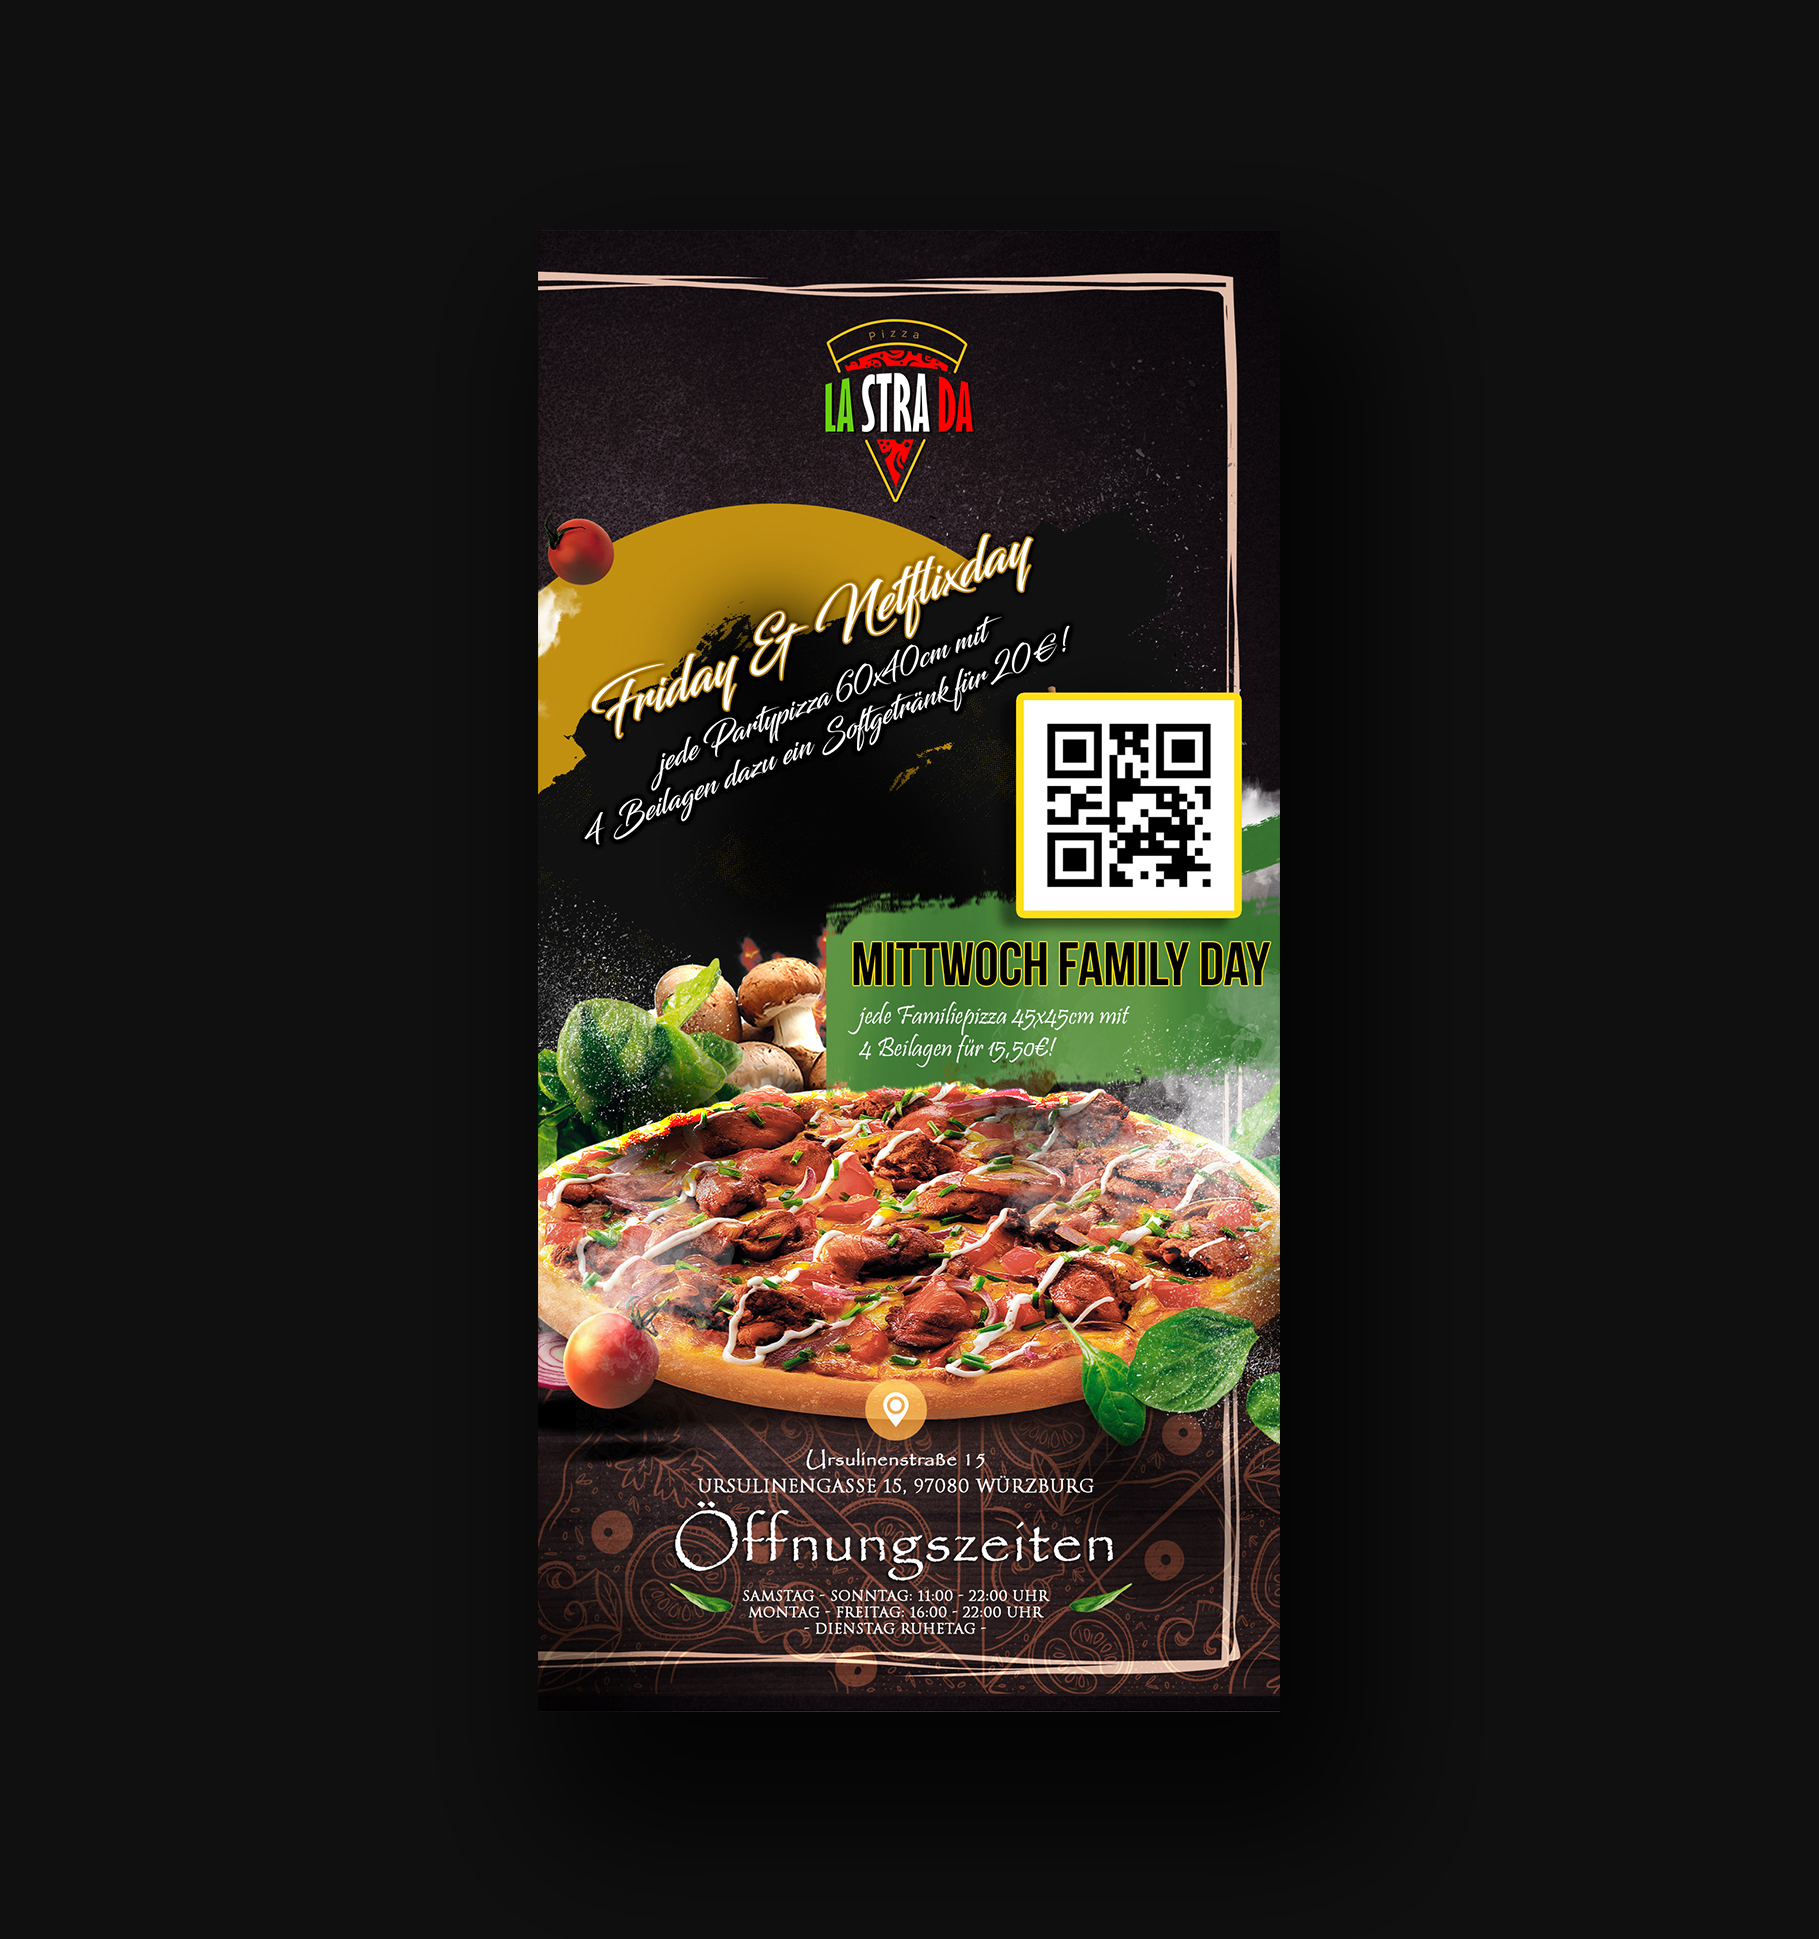 Pizza
LA STRADA
Friday & Netflixday
jede Partypizza 60x40cm mit
4 Beilagen dazu ein Softgetränk für 20€!
MITTWOCH FAMILY DAY
jede Familiepizza 45x45cm mit
4 Beilagen für 15,50€!
Ursulinenstraße 15
URSULINENGASSE 15, 97080 WÜRZBURG
Öffnungszeiten
SAMSTAG - SONNTAG: 11:00 - 22:00 UHR
MONTAG - FREITAG: 16:00 - 22:00 UHR
- DIENSTAG RUHETAG -